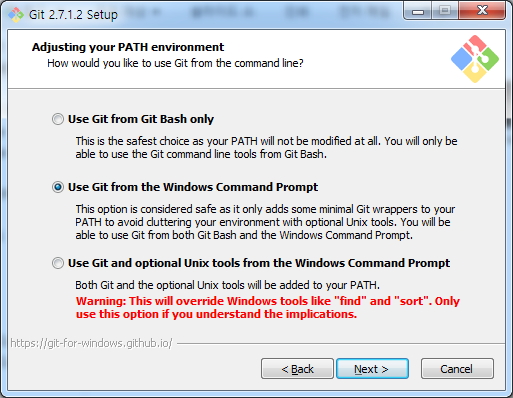 Git 2.7.1.2 Setup
Adjusting your PATH environment
How would you like to use Git from the command line?
Use Git from Git Bash only
This is the safest choice as your PATH will not be modified at all. You will only be
able to use the Git command line tools from Git Bash.
Use Git from the Windows Command Prompt
This option is considered safe as it only adds some minimal Git wrappers to your
PATH to avoid cluttering your environment with optional Unix tools. You will be
able to use Git from both Git Bash and the Windows Command Prompt.
Use Git and optional Unix tools from the Windows Command Prompt
Both Git and the optional Unix tools will be added to your PATH.
Warning: This will override Windows tools like "find" and "sort". Only
use this option if you understand the implications.
https://git-for-windows.github.io/
< Back Next > Cancel